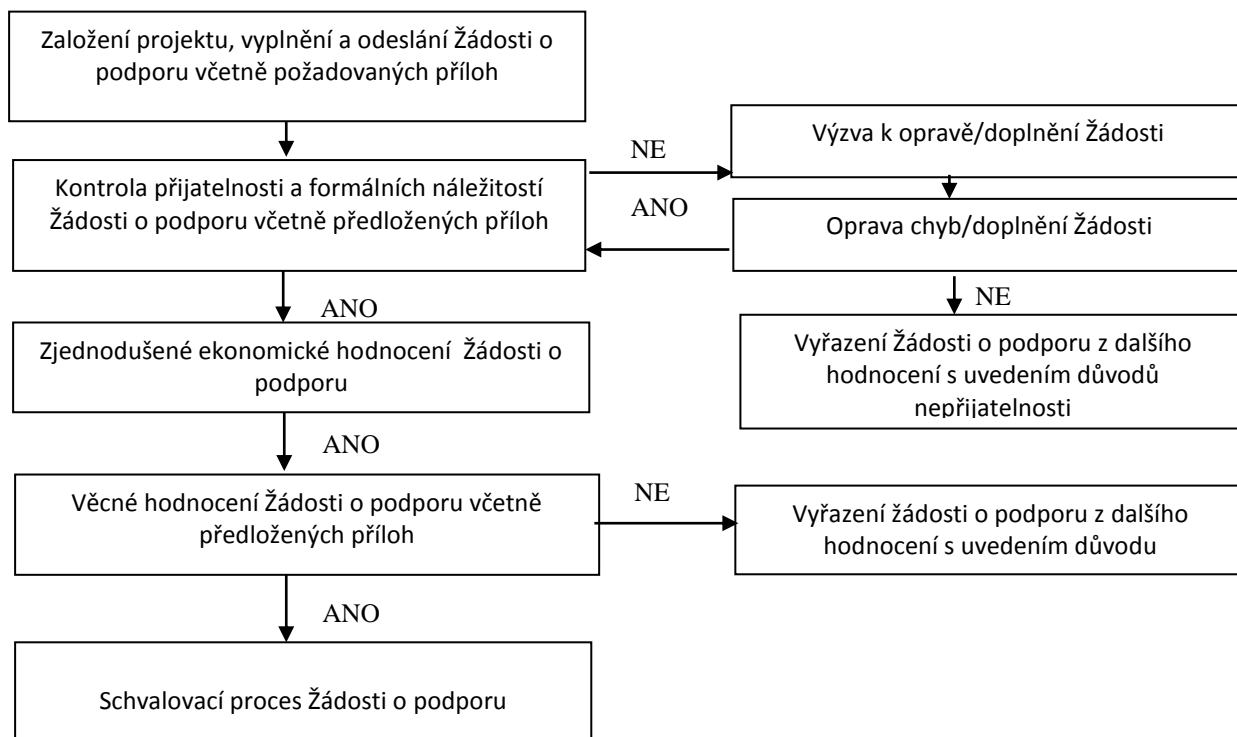 Založení projektu, vyplnění a odeslání Žádosti o
podporu včetně požadovaných příloh
NE
Výzva k opravě/doplnění Žádosti
Kontrola přijatelnosti a formálních náležitostí
Žádosti o podporu včetně předložených příloh
ANO
Oprava chyb/doplnění Žádosti
ANO
NE
Zjednodušené ekonomické hodnocení Žádosti o
podporu
Vyřazení Žádosti o podporu z dalšího
hodnocení s uvedením důvodů
nepřijatelnosti
ANO
Věcné hodnocení Žádosti o podporu včetně
předložených příloh
NE
Vyřazení žádosti o podporu z dalšího
hodnocení s uvedením důvodu
ANO
Schvalovací proces Žádosti o podporu